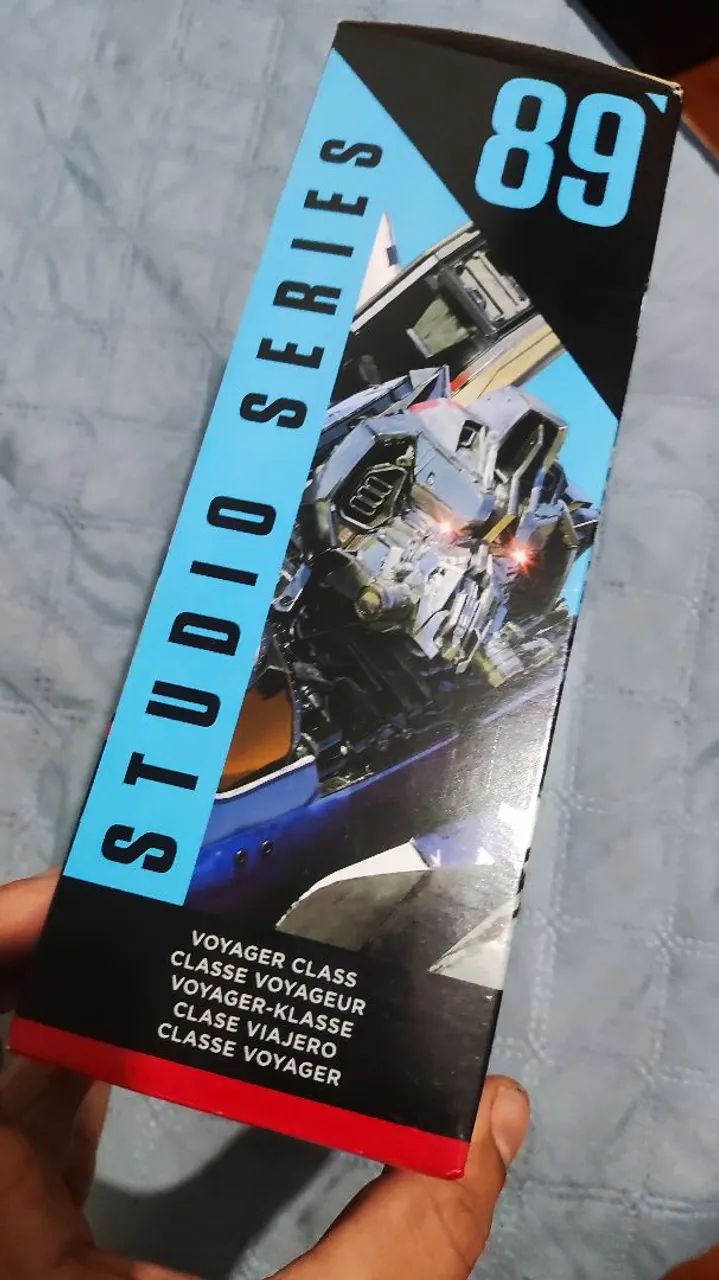 89
STUDIO SERIES
VOYAGER CLASS
CLASSE VOYAGEUR
VOYAGER-KLASSE
CLASE VIAJERO
CLASSE VOYAGER